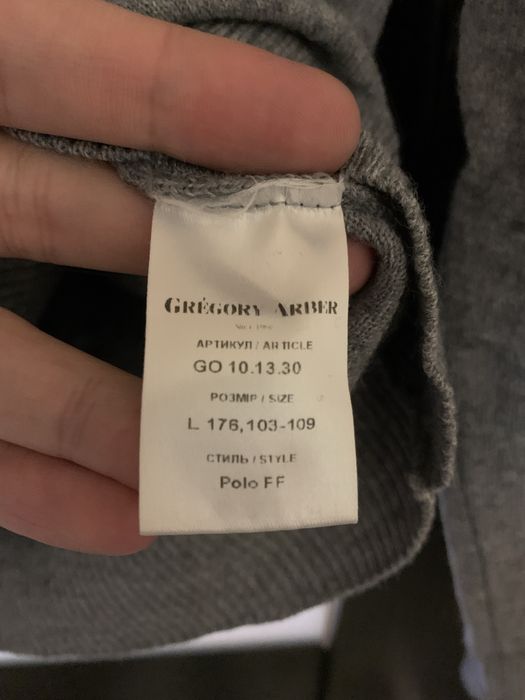 GRÉGORY ARBER
АРТИКУЛ / ARTICLE
GO 10.13.30
РОЗМІР / SIZE
L 176,103-109
СТИЛЬ / STYLE
Polo FF